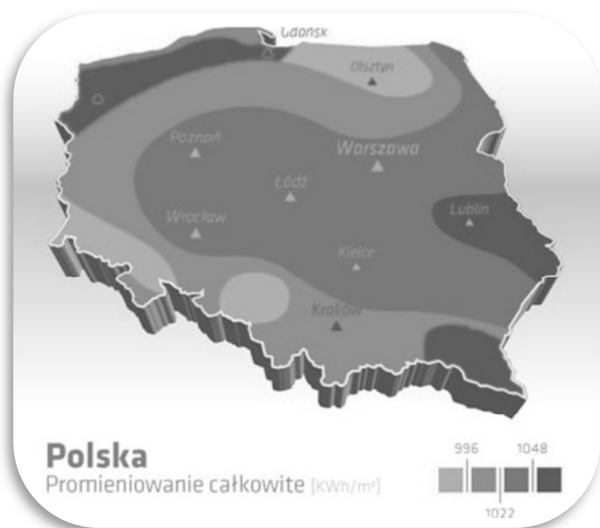 Gdańsk
Olsztyn
Poznań
Warszawa
Łódź
Lublin
Wrocław
Kielce
Kraków
Polska
Promieniowanie całkowite [KWh/m²]
996 1048
1022